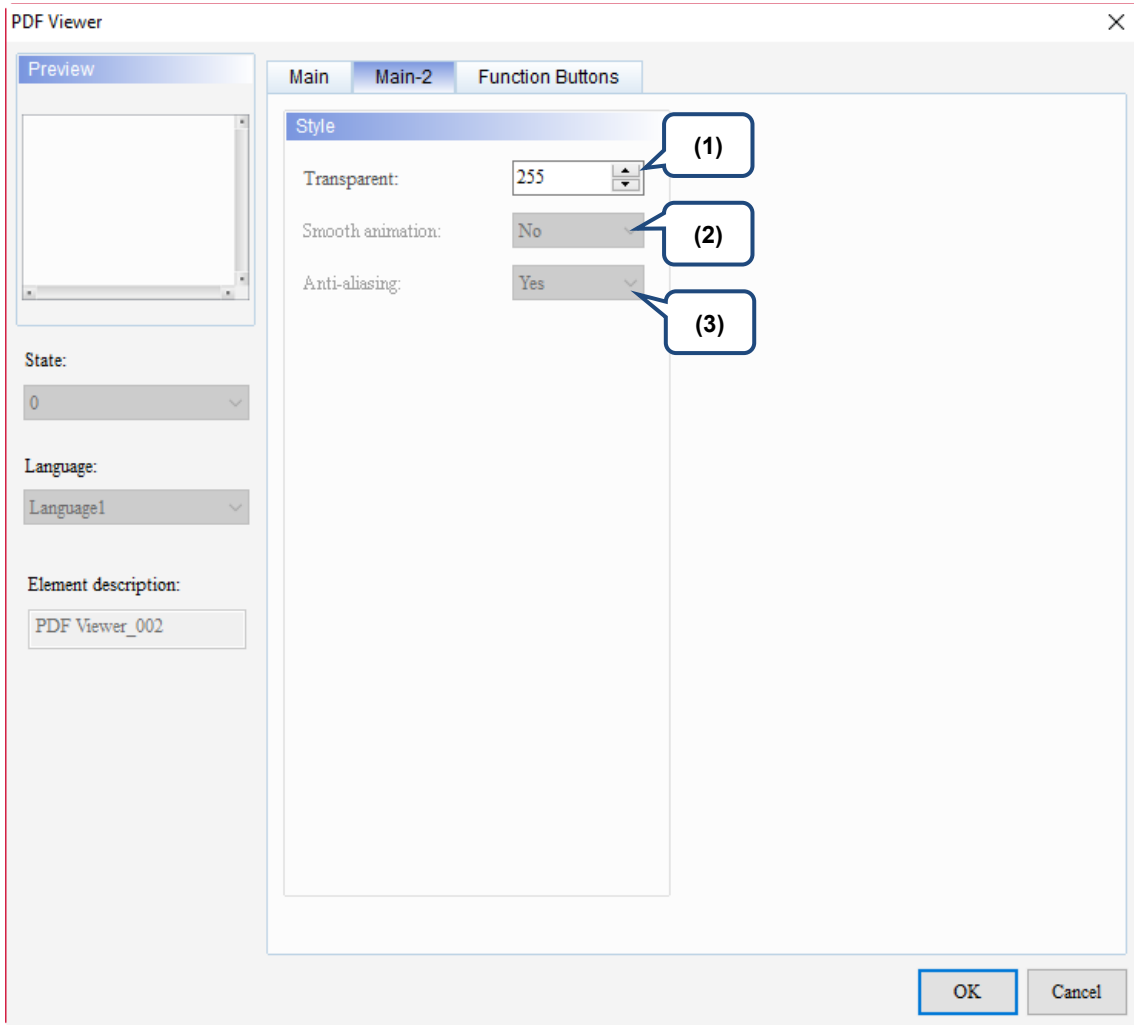 PDF Viewer
Preview
Main Main-2 Function Buttons
Style
(1)
Transparent: 255
Smooth animation: No
(2)
Anti-aliasing: Yes
(3)
State:
0
Language:
Language1
Element description:
PDF Viewer_002
OK Cancel